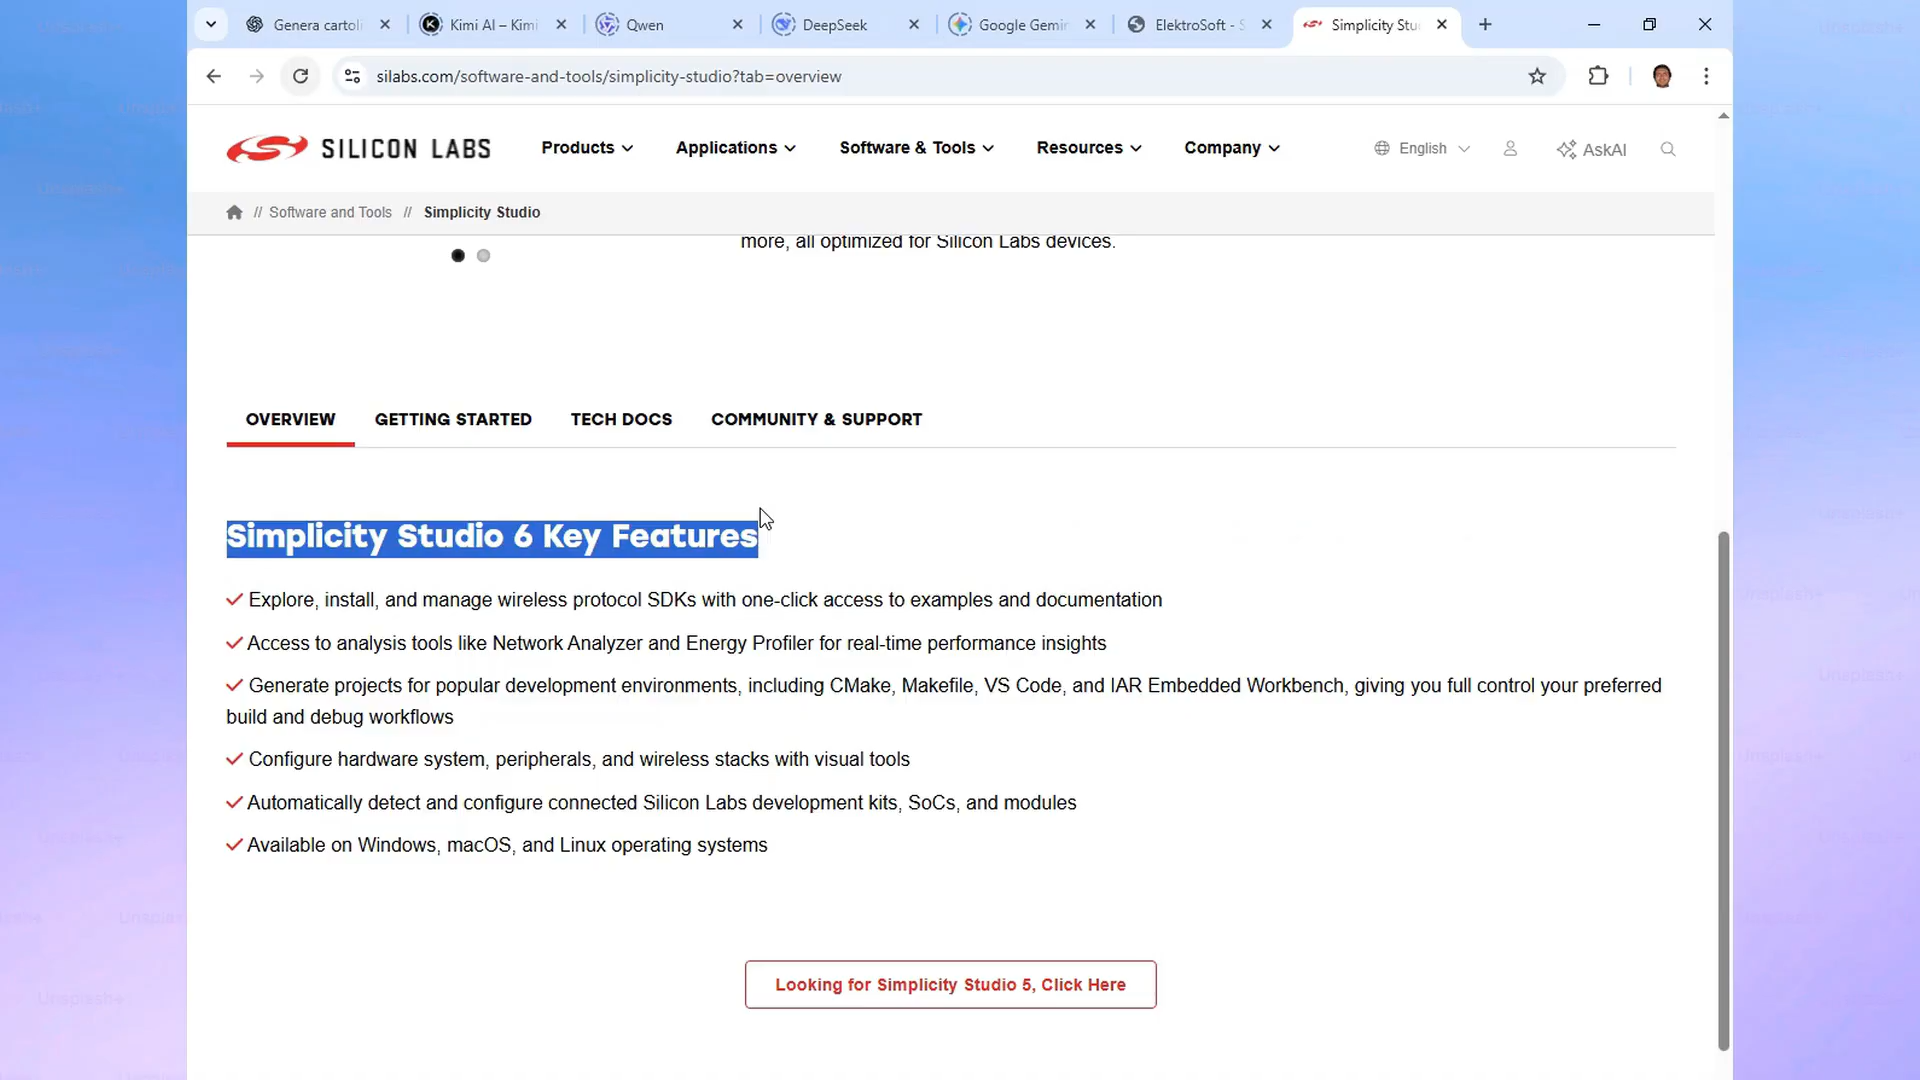 Genera cartoli
Kimi AI – Kimi
Qwen
DeepSeek
Google Gemin
ElektroSoft - S
Simplicity Stu
silabs.com/software-and-tools/simplicity-studio?tab=overview
SILICON LABS
Products
Applications
Software & Tools
Resources
Company
English
AskAI
// Software and Tools // Simplicity Studio
more, all optimized for Silicon Labs devices.
OVERVIEW
GETTING STARTED
TECH DOCS
COMMUNITY & SUPPORT
Simplicity Studio 6 Key Features
Explore, install, and manage wireless protocol SDKs with one-click access to examples and documentation
Access to analysis tools like Network Analyzer and Energy Profiler for real-time performance insights
Generate projects for popular development environments, including CMake, Makefile, VS Code, and IAR Embedded Workbench, giving you full control your preferred
build and debug workflows
Configure hardware system, peripherals, and wireless stacks with visual tools
Automatically detect and configure connected Silicon Labs development kits, SoCs, and modules
Available on Windows, macOS, and Linux operating systems
Looking for Simplicity Studio 5, Click Here